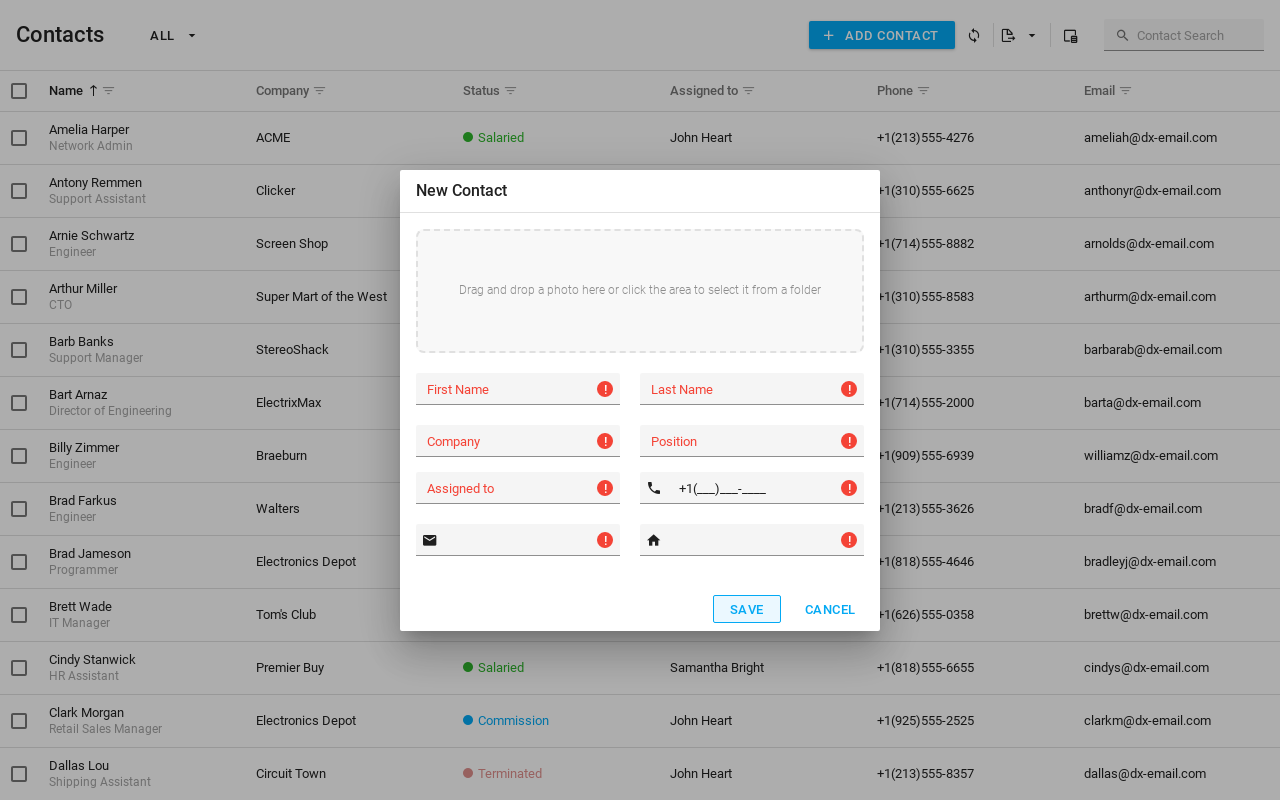 Contacts ALL ADD CONTACT Contact Search
Name Company Status Assigned to Phone Email
Amelia Harper
Network Admin
ACME Salaried John Heart +1(213)555-4276 ameliah@dx-email.com
Antony Remmen
Support Assistant
Clicker +1(310)555-6625 anthonyr@dx-email.com
Arnie Schwartz
Engineer
Screen Shop +1(714)555-8882 arnolds@dx-email.com
Arthur Miller
CTO
Super Mart of the West +1(310)555-8583 arthurm@dx-email.com
Barb Banks
Support Manager
StereoShack +1(310)555-3355 barbarab@dx-email.com
Bart Arnaz
Director of Engineering
ElectrixMax +1(714)555-2000 barta@dx-email.com
Billy Zimmer
Engineer
Braeburn +1(909)555-6939 williamz@dx-email.com
Brad Farkus
Engineer
Walters +1(213)555-3626 bradf@dx-email.com
Brad Jameson
Programmer
Electronics Depot +1(818)555-4646 bradleyj@dx-email.com
Brett Wade
IT Manager
Tom's Club +1(626)555-0358 brettw@dx-email.com
Cindy Stanwick
HR Assistant
Premier Buy Salaried Samantha Bright +1(818)555-6655 cindys@dx-email.com
Clark Morgan
Retail Sales Manager
Electronics Depot Commission John Heart +1(925)555-2525 clarkm@dx-email.com
Dallas Lou
Shipping Assistant
Circuit Town Terminated John Heart +1(213)555-8357 dallas@dx-email.com
New Contact
Drag and drop a photo here or click the area to select it from a folder
First Name Last Name
Company Position
Assigned to +1(___)___-____
SAVE CANCEL